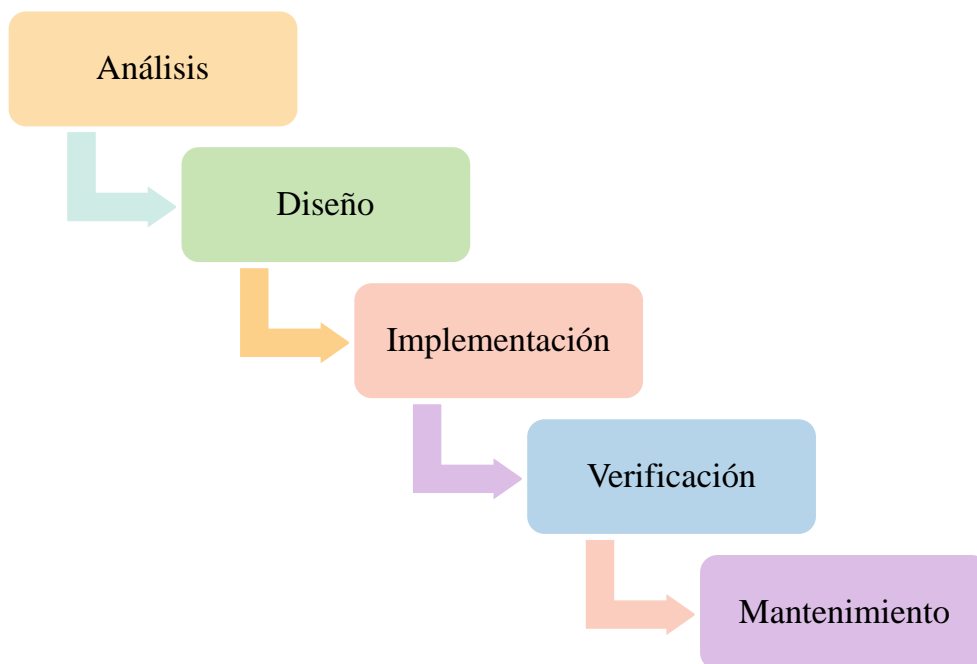 Análisis
Diseño
Implementación
Verificación
Mantenimiento